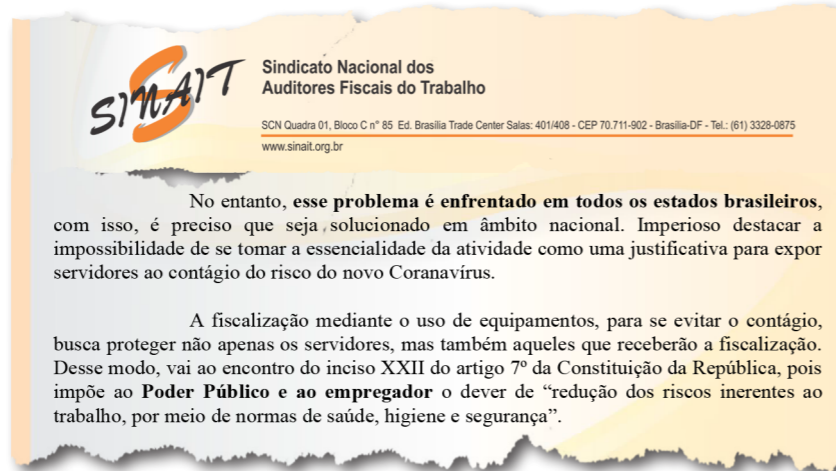 SINAIT
Sindicato Nacional dos
Auditores Fiscais do Trabalho
SCN Quadra 01, Bloco C n° 85 Ed. Brasília Trade Center Salas: 401/408 - CEP 70.711-902 - Brasília-DF - Tel.: (61) 3328-0875
www.sinait.org.br
No entanto, esse problema é enfrentado em todos os estados brasileiros,
com isso, é preciso que seja solucionado em âmbito nacional. Imperioso destacar a
impossibilidade de se tomar a essencialidade da atividade como uma justificativa para expor
servidores ao contágio do risco do novo Coranavírus.
A fiscalização mediante o uso de equipamentos, para se evitar o contágio,
busca proteger não apenas os servidores, mas também aqueles que receberão a fiscalização.
Desse modo, vai ao encontro do inciso XXII do artigo 7º da Constituição da República, pois
impõe ao Poder Público e ao empregador o dever de “redução dos riscos inerentes ao
trabalho, por meio de normas de saúde, higiene e segurança”.